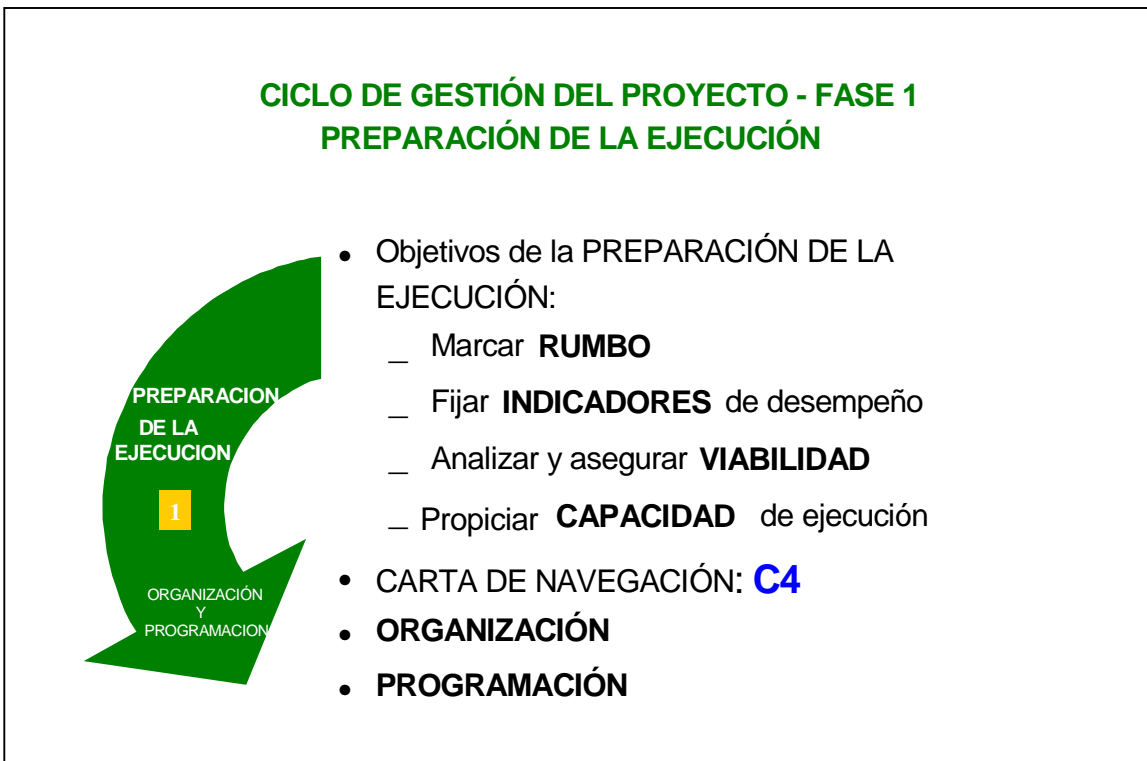 CICLO DE GESTIÓN DEL PROYECTO - FASE 1
PREPARACIÓN DE LA EJECUCIÓN
• Objetivos de la PREPARACIÓN DE LA
EJECUCIÓN:
_ Marcar RUMBO
_ Fijar INDICADORES de desempeño
_ Analizar y asegurar VIABILIDAD
_ Propiciar CAPACIDAD de ejecución
• CARTA DE NAVEGACIÓN: C4
• ORGANIZACIÓN
• PROGRAMACIÓN
PREPARACION
DE LA
EJECUCION
1
ORGANIZACIÓN
Y
PROGRAMACION